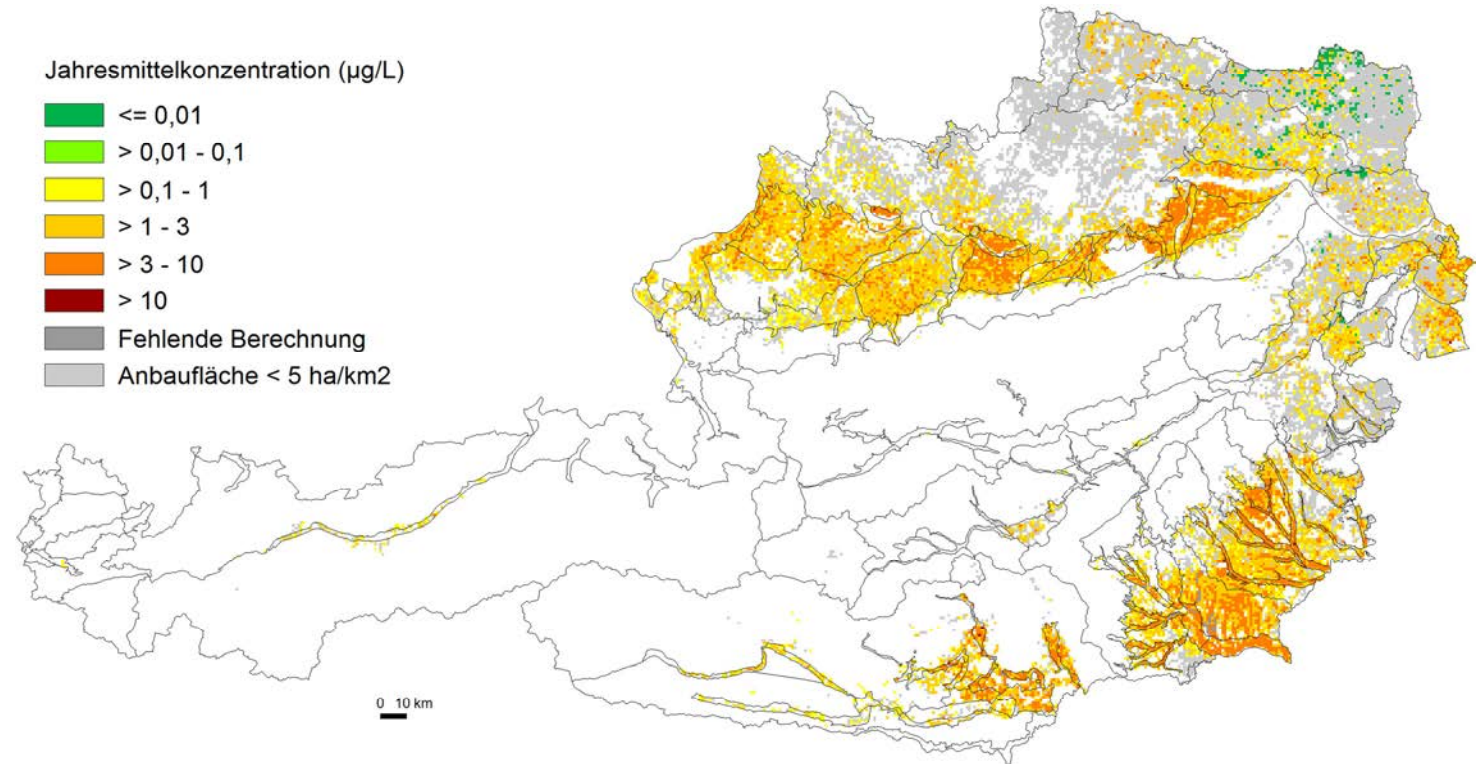 Jahresmittelkonzentration (µg/L)
<= 0,01
> 0,01 - 0,1
> 0,1 - 1
> 1 - 3
> 3 - 10
> 10
Fehlende Berechnung
Anbaufläche < 5 ha/km2
0 10 km